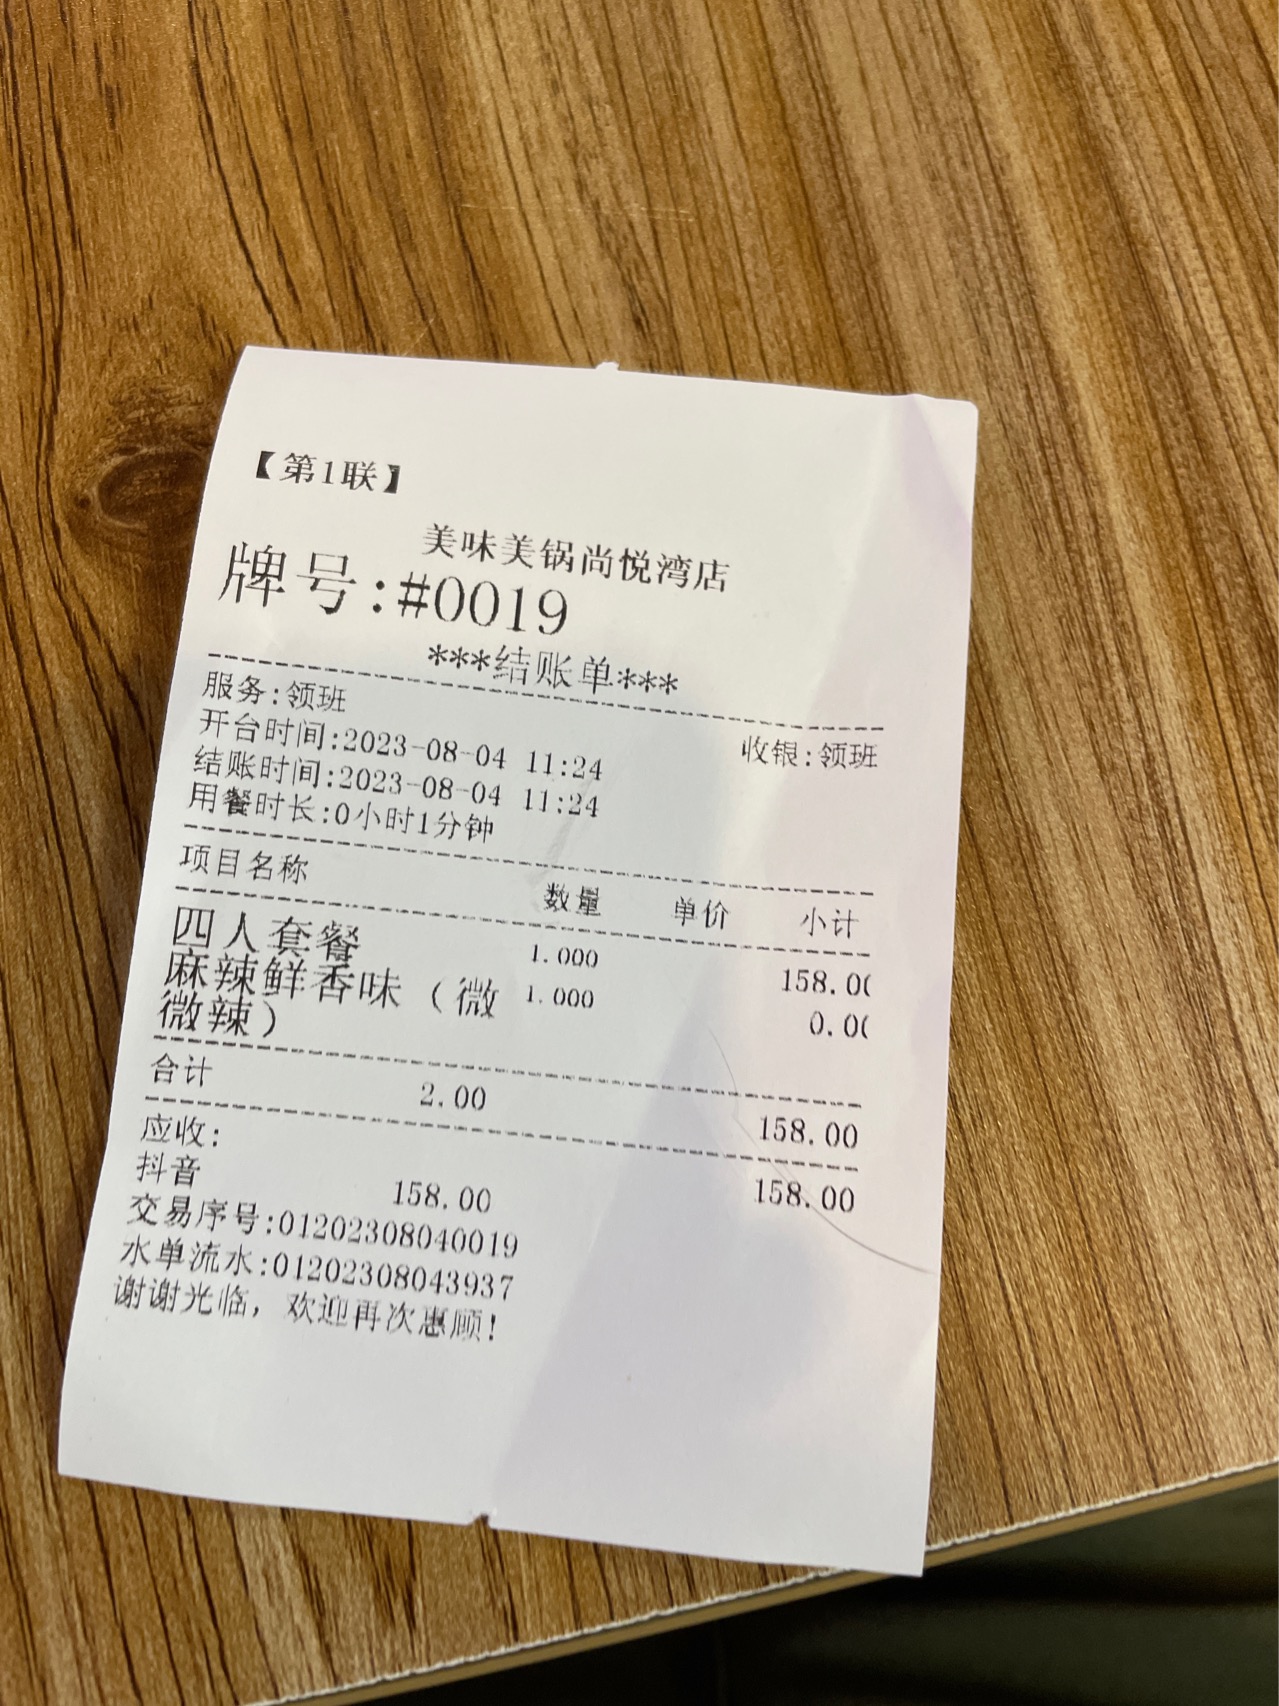 【第1联】
美味美锅尚悦湾店
牌号:#0019
***结账单***
服务:领班 收银:领班
开台时间:2023-08-04 11:24
结账时间:2023-08-04 11:24
用餐时长:0小时1分钟
项目名称 数量 单价 小计
四人套餐 1.000 158.0
麻辣鲜香味（微 1.000 0.0
微辣）
合计 2.00 158.00
应收: 158.00
抖音 158.00
交易序号:01202308040019
水单流水:01202308043937
谢谢光临，欢迎再次惠顾!